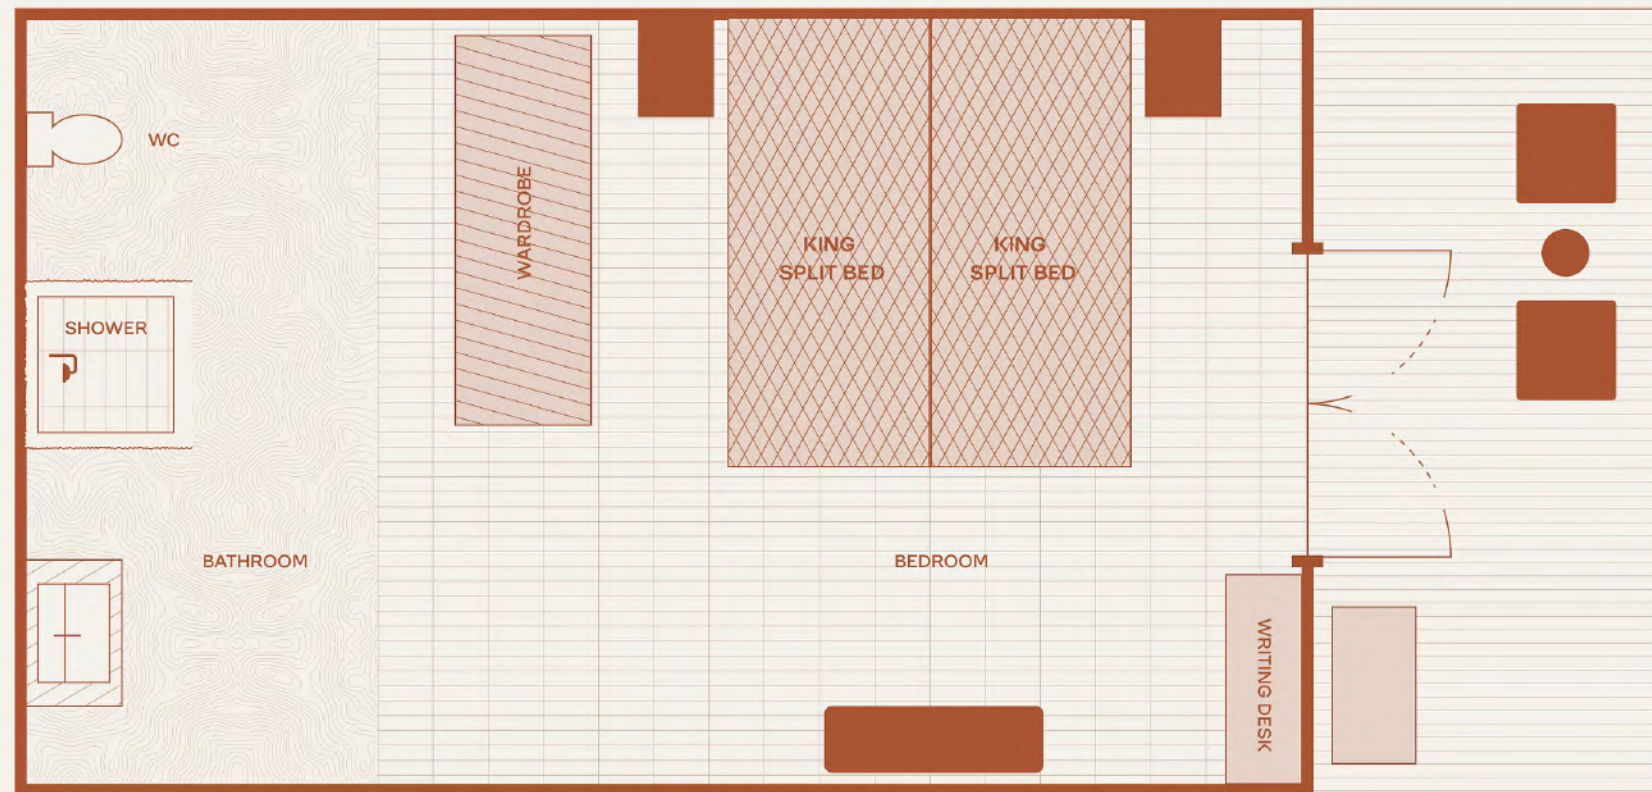 WC
WARDROBE
KING
SPLIT BED
KING
SPLIT BED
SHOWER
BATHROOM
BEDROOM
WRITING DESK